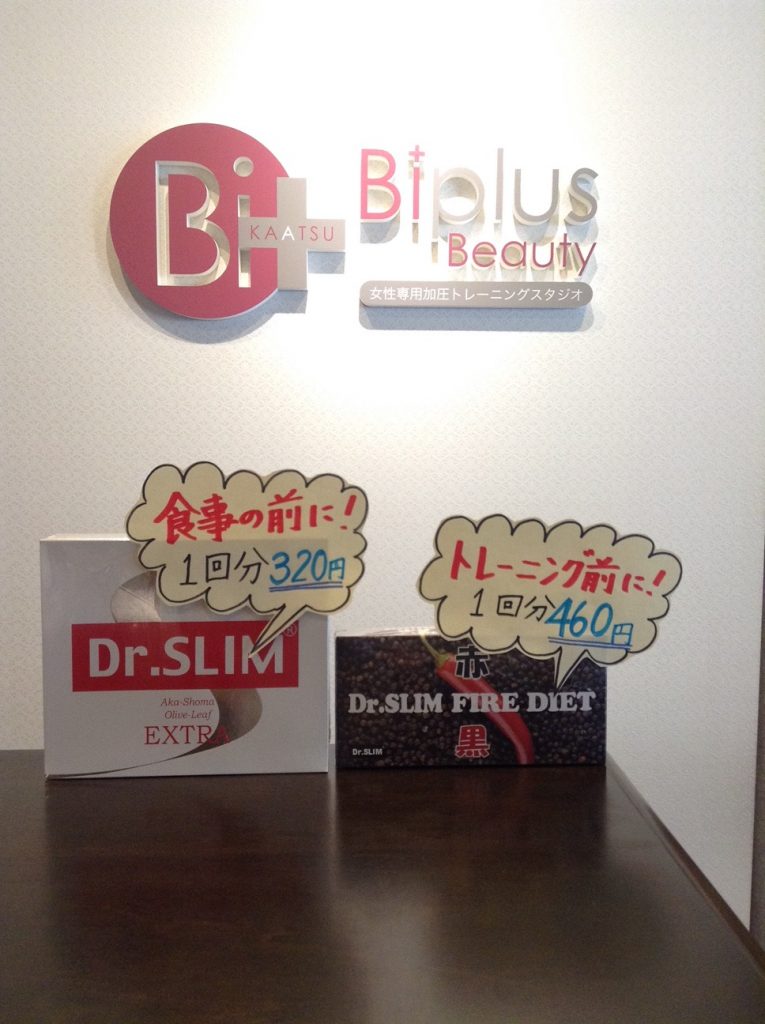 Bi+
KAATSU
Biplus
Beauty
女性専用加圧トレーニングスタジオ
食事の前に!
1回分320円
トレーニング前に!
1回分460円
Dr.SLIM®
Aka-Shoma
Olive-Leaf
EXTRA
赤
Dr.SLIM FIRE DIET
黒
Dr.SLIM